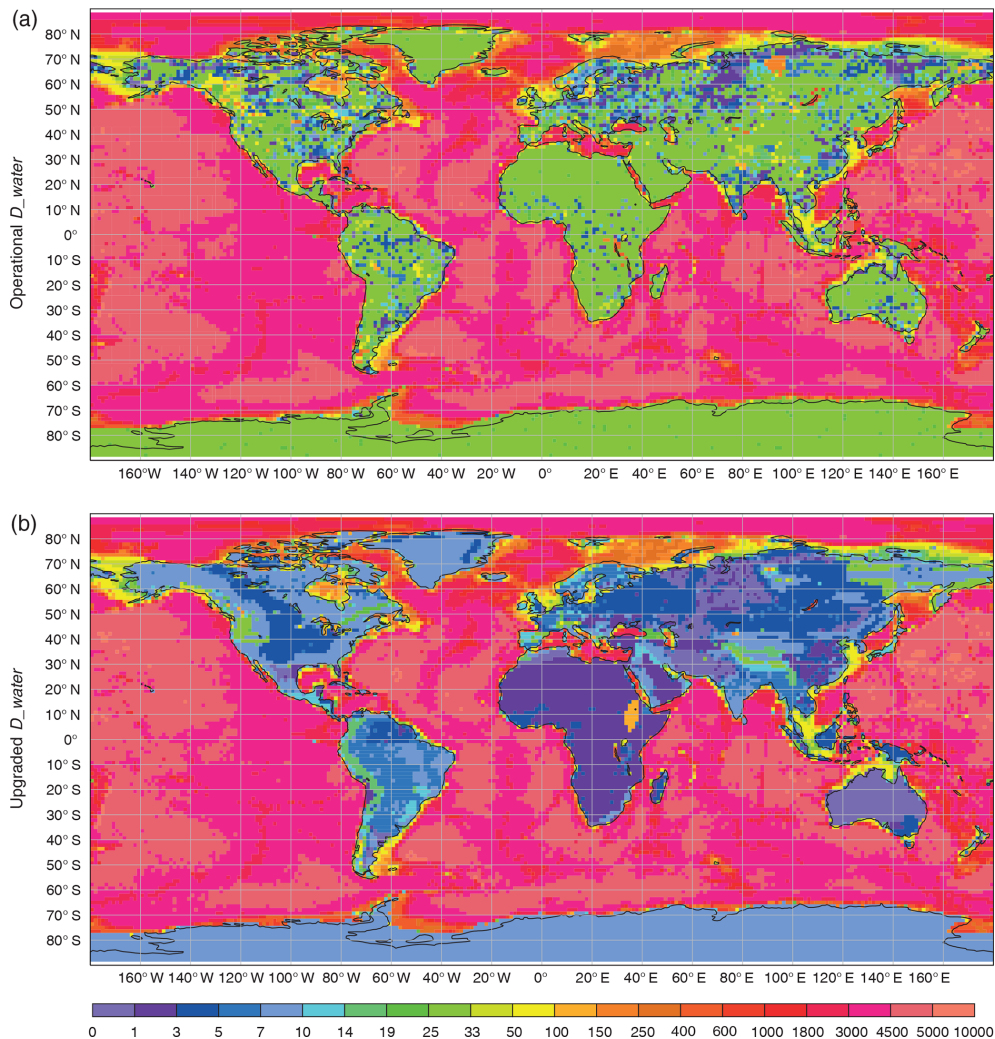 (a)
80° N
70° N
60° N
50° N
40° N
30° N
20° N
10° N
0°
10° S
20° S
30° S
40° S
50° S
60° S
70° S
80° S
Operational D_water
160°W 140° W 120° W 100° W 80° W 60° W 40° W 20° W 0° 20° E 40° E 60° E 80° E 100° E 120° E 140° E 160° E
(b)
80° N
70° N
60° N
50° N
40° N
30° N
20° N
10° N
0°
10° S
20° S
30° S
40° S
50° S
60° S
70° S
80° S
Upgraded D_water
160°W 140° W 120° W 100° W 80° W 60° W 40° W 20° W 0° 20° E 40° E 60° E 80° E 100° E 120° E 140° E 160° E
0 1 3 5 7 10 14 19 25 33 50 100 150 250 400 600 1000 1800 3000 4500 5000 10000